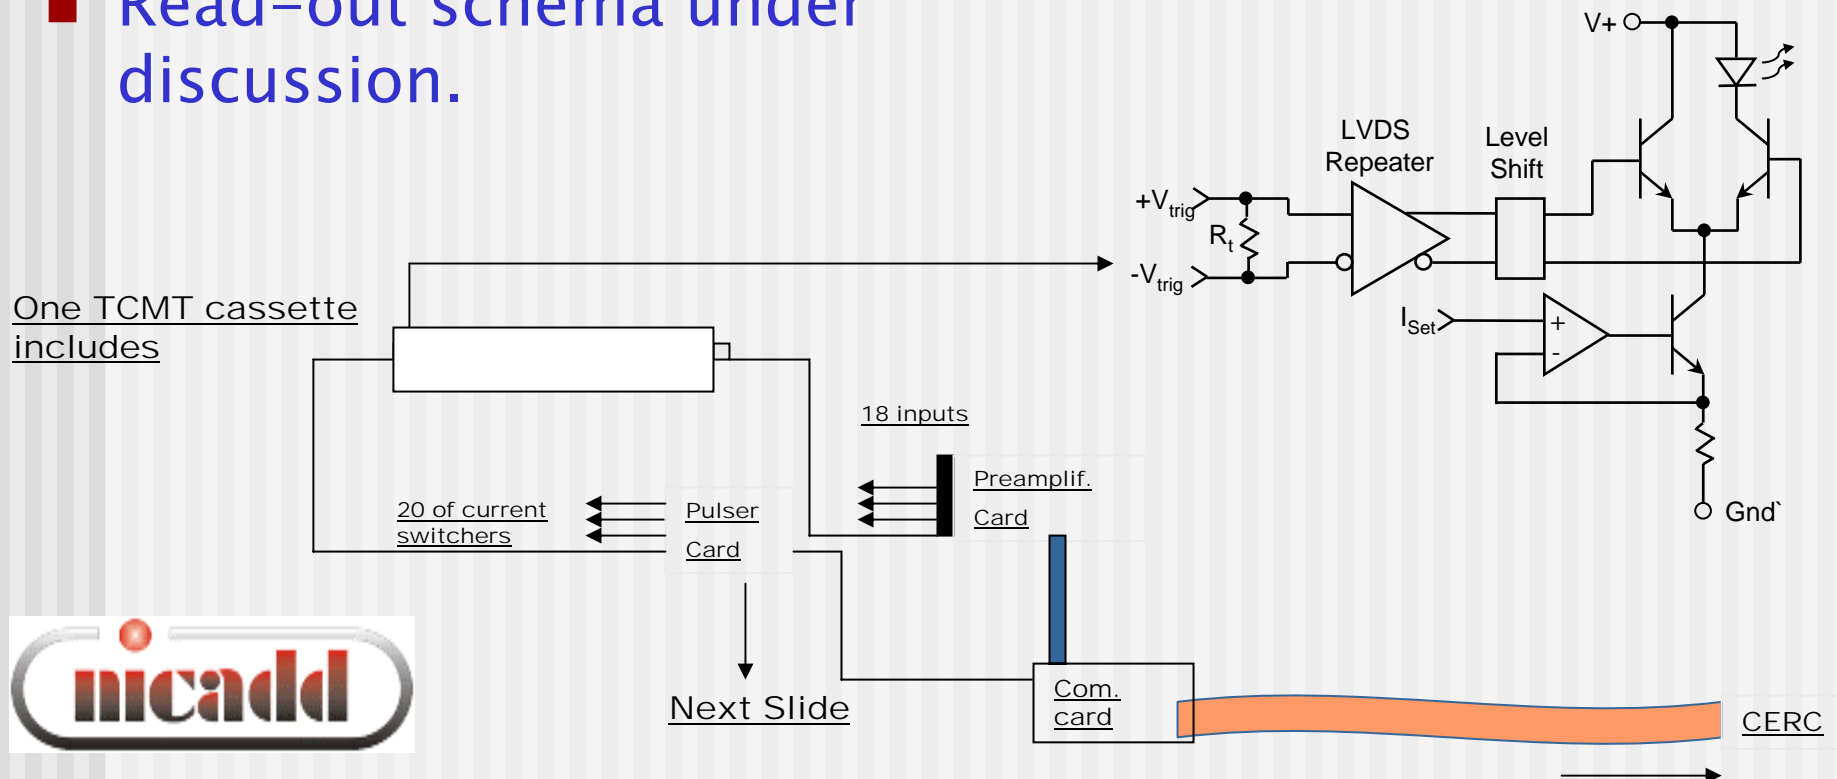 Read-out schema under
discussion.
V+
LVDS
Repeater
Level
Shift
+Vtrig
Rt
-Vtrig
One TCMT cassette
includes
ISet
+
-
18 inputs
Preamplif.
Card
20 of current
switchers
Pulser
Card
Gnd`
nicadd
Next Slide
Com.
card
CERC